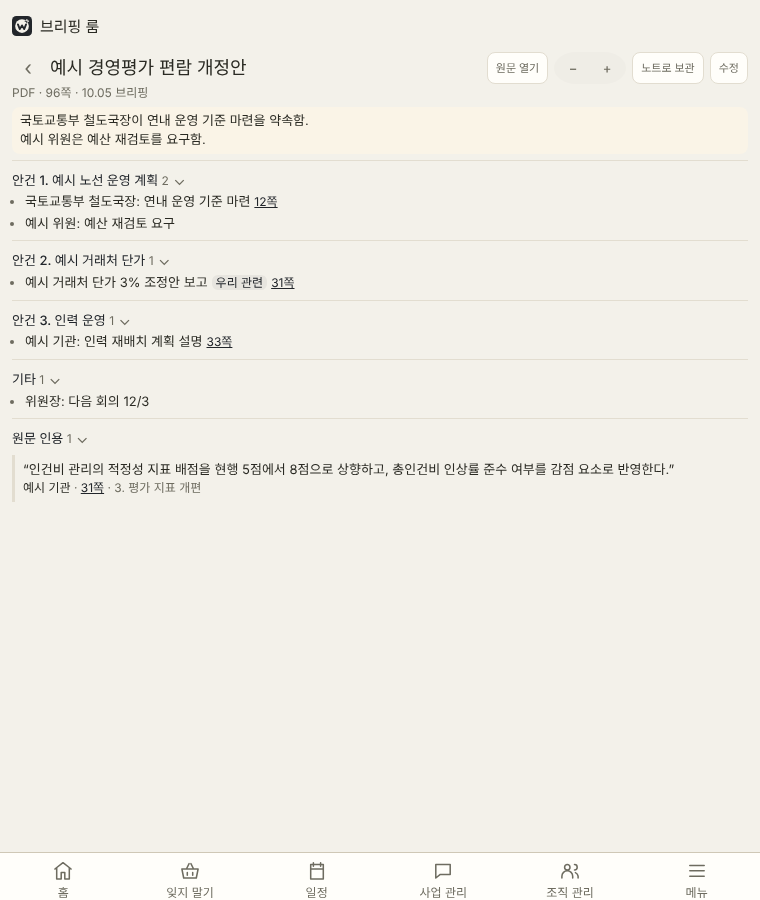 브리핑 룸
예시 경영평가 편람 개정안
원문 열기
−
+
노트로 보관
수정
PDF · 96쪽 · 10.05 브리핑
국토교통부 철도국장이 연내 운영 기준 마련을 약속함.
예시 위원은 예산 재검토를 요구함.
안건 1. 예시 노선 운영 계획 2
• 국토교통부 철도국장: 연내 운영 기준 마련 12쪽
• 예시 위원: 예산 재검토 요구
안건 2. 예시 거래처 단가 1
• 예시 거래처 단가 3% 조정안 보고 우리 관련 31쪽
안건 3. 인력 운영 1
• 예시 기관: 인력 재배치 계획 설명 33쪽
기타 1
• 위원장: 다음 회의 12/3
원문 인용 1
“인건비 관리의 적정성 지표 배점을 현행 5점에서 8점으로 상향하고, 총인건비 인상률 준수 여부를 감점 요소로 반영한다.”
예시 기관 · 31쪽 · 3. 평가 지표 개편
홈
잊지 말기
일정
사업 관리
조직 관리
메뉴